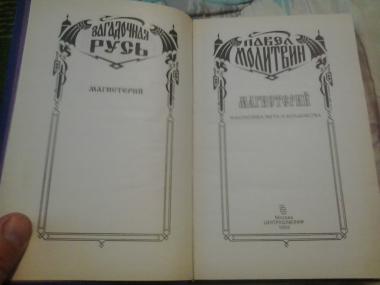 ЗАГАДОЧНАЯ
РУСЬ
МАГИСТЕРИЙ
ПАВЕЛ
МОЛИТВИН
МАГИСТЕРИЙ
Москва
ЦЕНТРПОЛИГРАФ